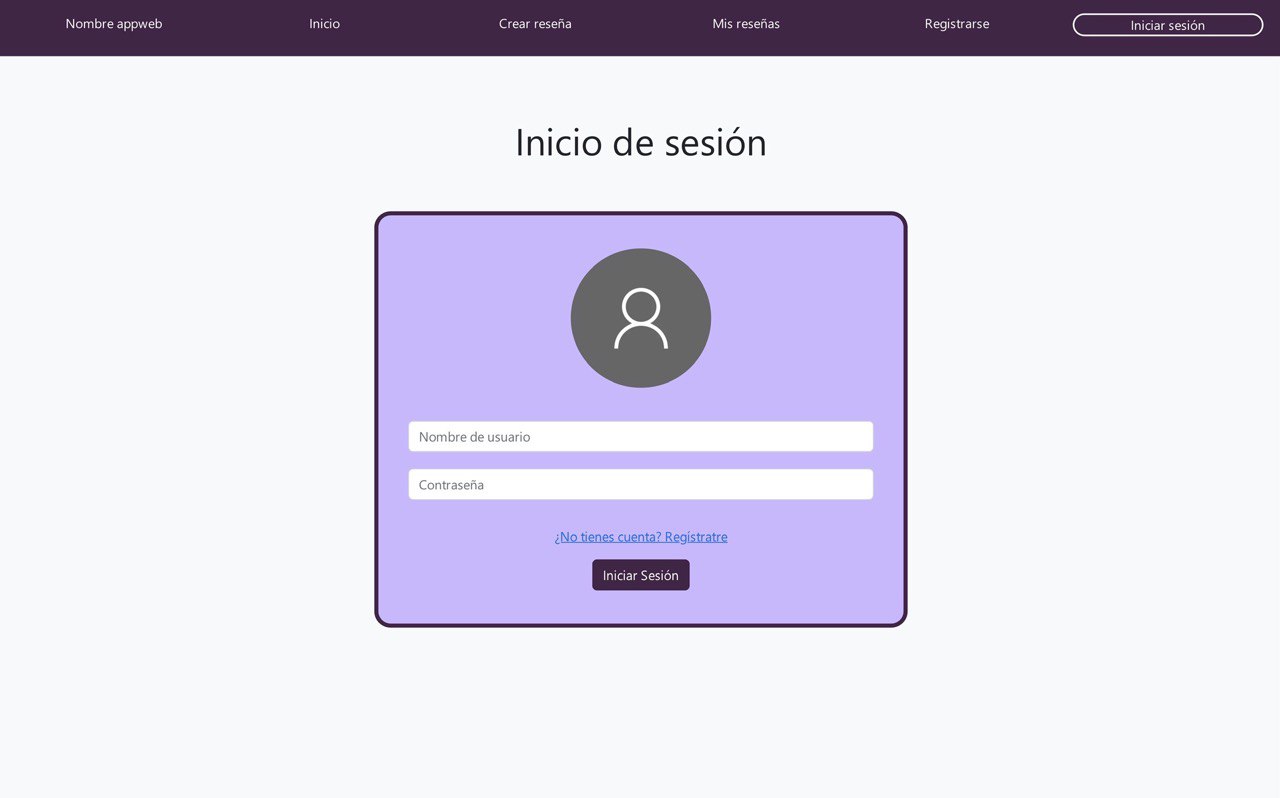 Nombre appweb
Inicio
Crear reseña
Mis reseñas
Registrarse
Iniciar sesión
Inicio de sesión
Nombre de usuario
Contraseña
¿No tienes cuenta? Regístratre
Iniciar Sesión